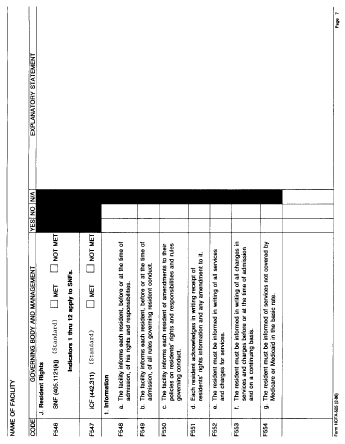 NAME OF FACILITY
CODE
GOVERNING BODY AND MANAGEMENT
YES NO N/A
EXPLANATORY STATEMENT
J. Resident Rights
F546 SNF (405.1121(k)) (Standard) MET NOT MET
Indicators 1 thru 12 apply to SNFs.
F547 ICF (442.311) (Standard) MET NOT MET
1. Information
F548 a. The facility informs each resident, before or at the time of
admission, of his rights and responsibilities.
F549 b. The facility informs each resident, before or at the time of
admission, of all rules governing resident conduct.
F550 c. The facility informs each resident of amendments to their
policies on residents' rights and responsibilities and rules
governing conduct.
F551 d. Each resident acknowledges in writing receipt of
residents' rights information and any amendment to it.
F552 e. The resident must be informed in writing of all services
and charges for services.
F553 f. The resident must be informed in writing of all changes in
services and charges before or at the time of admission
and on a continuing basis.
F554 g. The resident must be informed of services not covered by
Medicare or Medicaid in the basic rate.
Form HCFA-525 (2-86)
Page 7